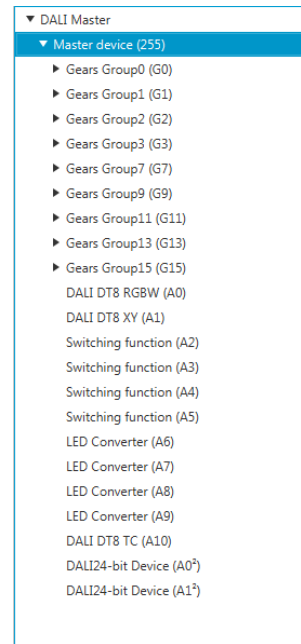 DALI Master
Master device (255)
Gears Group0 (G0)
Gears Group1 (G1)
Gears Group2 (G2)
Gears Group3 (G3)
Gears Group7 (G7)
Gears Group9 (G9)
Gears Group11 (G11)
Gears Group13 (G13)
Gears Group15 (G15)
DALI DT8 RGBW (A0)
DALI DT8 XY (A1)
Switching function (A2)
Switching function (A3)
Switching function (A4)
Switching function (A5)
LED Converter (A6)
LED Converter (A7)
LED Converter (A8)
LED Converter (A9)
DALI DT8 TC (A10)
DALI24-bit Device (A0²)
DALI24-bit Device (A1²)